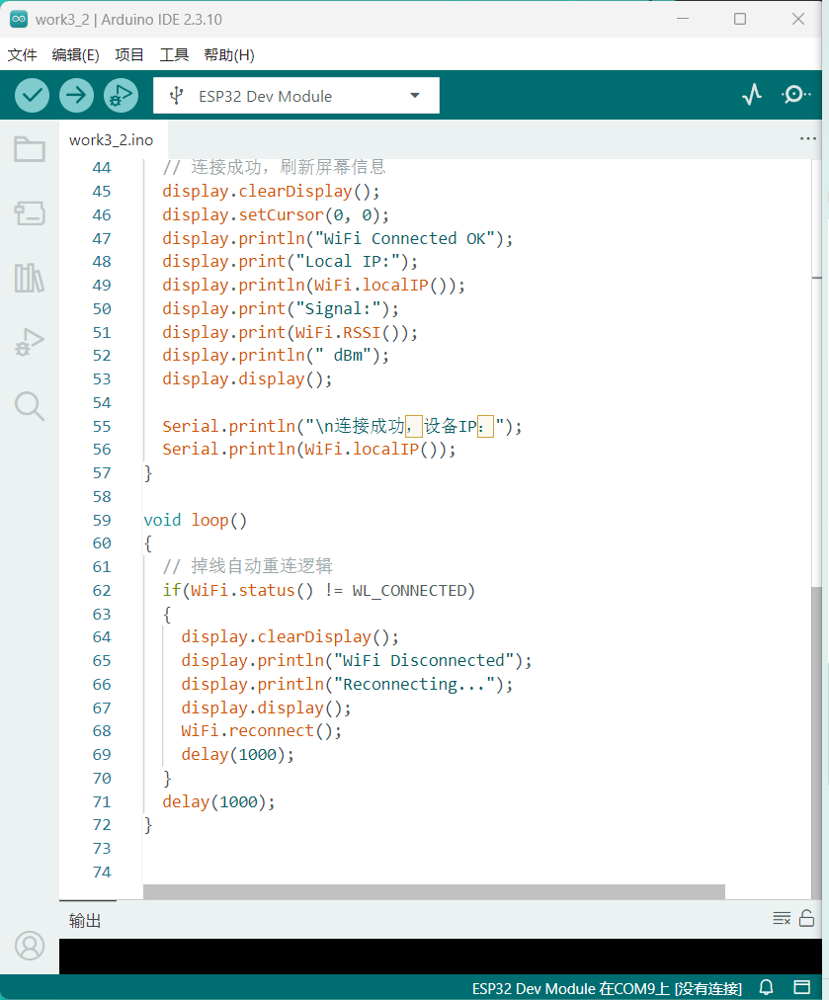 work3_2 | Arduino IDE 2.3.10
文件 编辑(E) 项目 工具 帮助(H)
ESP32 Dev Module
work3_2.ino
44 // 连接成功，刷新屏幕信息
45 display.clearDisplay();
46 display.setCursor(0, 0);
47 display.println("WiFi Connected OK");
48 display.print("Local IP:");
49 display.println(WiFi.localIP());
50 display.print("Signal:");
51 display.print(WiFi.RSSI());
52 display.println(" dBm");
53 display.display();
54
55 Serial.println("\n连接成功，设备IP：");
56 Serial.println(WiFi.localIP());
57 }
58
59 void loop()
60 {
61 // 掉线自动重连逻辑
62 if(WiFi.status() != WL_CONNECTED)
63 {
64 display.clearDisplay();
65 display.println("WiFi Disconnected");
66 display.println("Reconnecting...");
67 display.display();
68 WiFi.reconnect();
69 delay(1000);
70 }
71 delay(1000);
72 }
73
74
输出
ESP32 Dev Module 在COM9上 [没有连接]